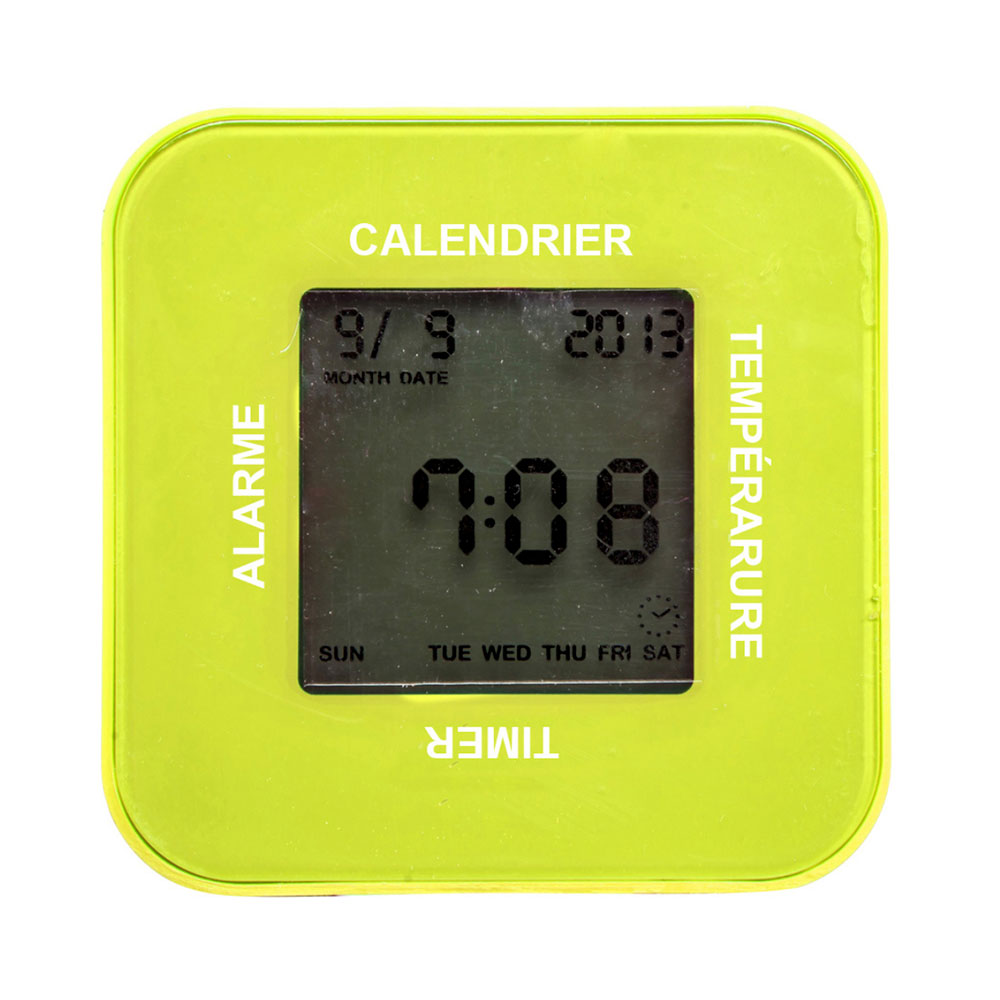 CALENDRIER
9/ 9 2013
MONTH DATE
ALARME
TEMPÉRARURE
7:08
SUN TUE WED THU FRI SAT
TIMER